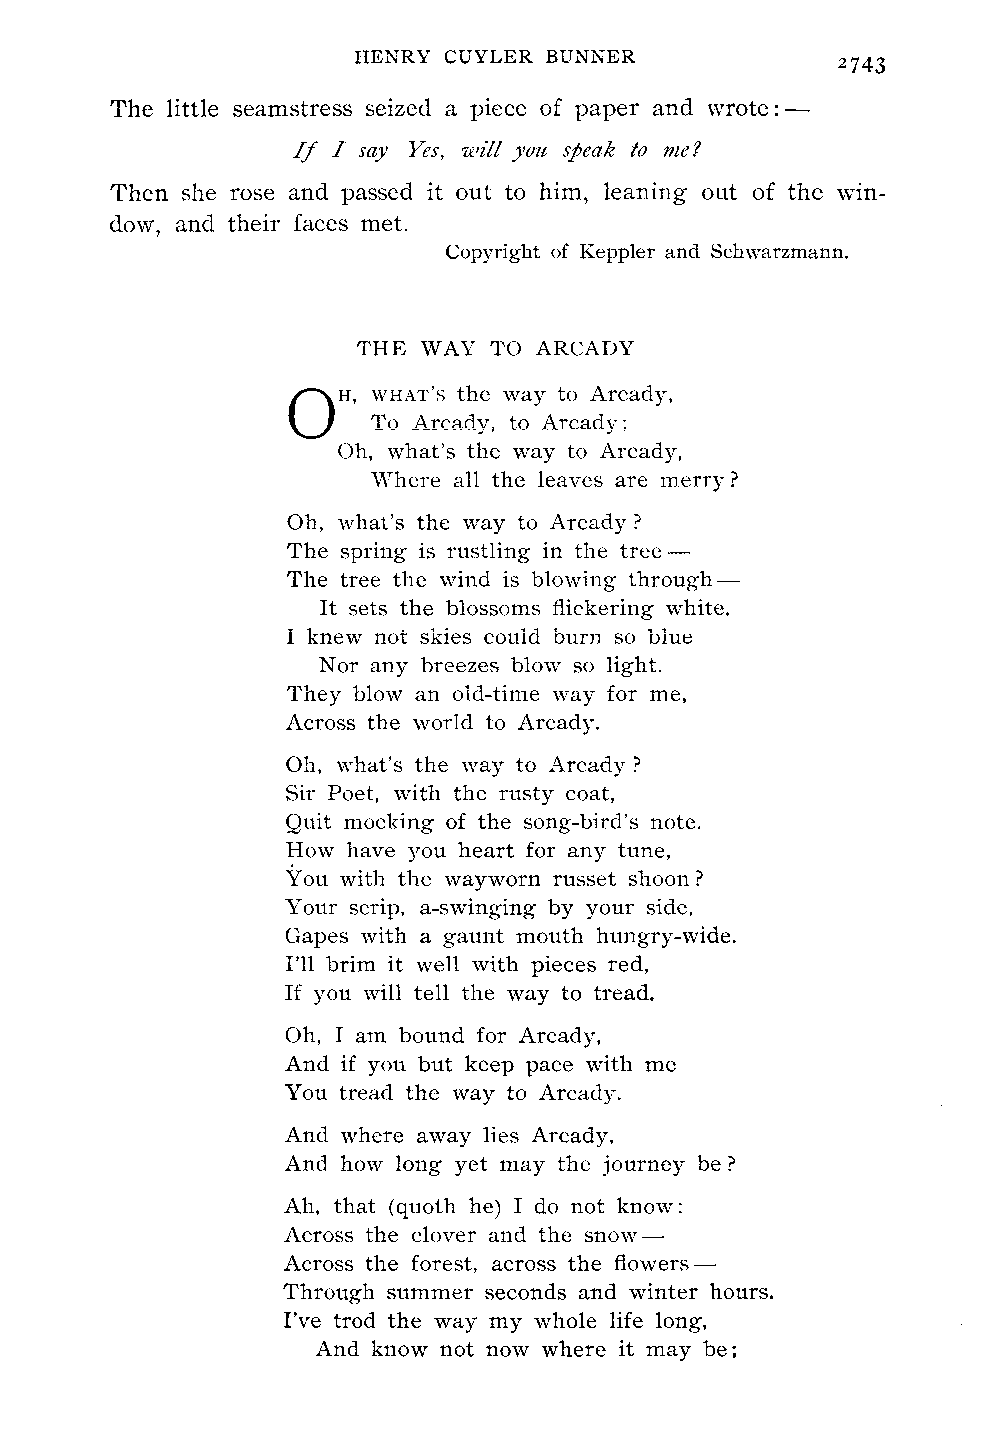 HENRY CUYLER BUNNER 2743
The little seamstress seized a piece of paper and wrote:—
If I say Yes, will you speak to me?
Then she rose and passed it out to him, leaning out of the win-
dow, and their faces met.
Copyright of Keppler and Schwarzmann.
THE WAY TO ARCADY
OH, WHAT'S the way to Arcady,
To Arcady, to Arcady;
Oh, what's the way to Arcady,
Where all the leaves are merry?
Oh, what's the way to Arcady?
The spring is rustling in the tree—
The tree the wind is blowing through—
It sets the blossoms flickering white.
I knew not skies could burn so blue
Nor any breezes blow so light.
They blow an old-time way for me,
Across the world to Arcady.
Oh, what's the way to Arcady?
Sir Poet, with the rusty coat,
Quit mocking of the song-bird's note.
How have you heart for any tune,
You with the wayworn russet shoon?
Your scrip, a-swinging by your side,
Gapes with a gaunt mouth hungry-wide.
I'll brim it well with pieces red,
If you will tell the way to tread.
Oh, I am bound for Arcady,
And if you but keep pace with me
You tread the way to Arcady.
And where away lies Arcady,
And how long yet may the journey be?
Ah, that (quoth he) I do not know:
Across the clover and the snow—
Across the forest, across the flowers—
Through summer seconds and winter hours.
I've trod the way my whole life long,
And know not now where it may be;